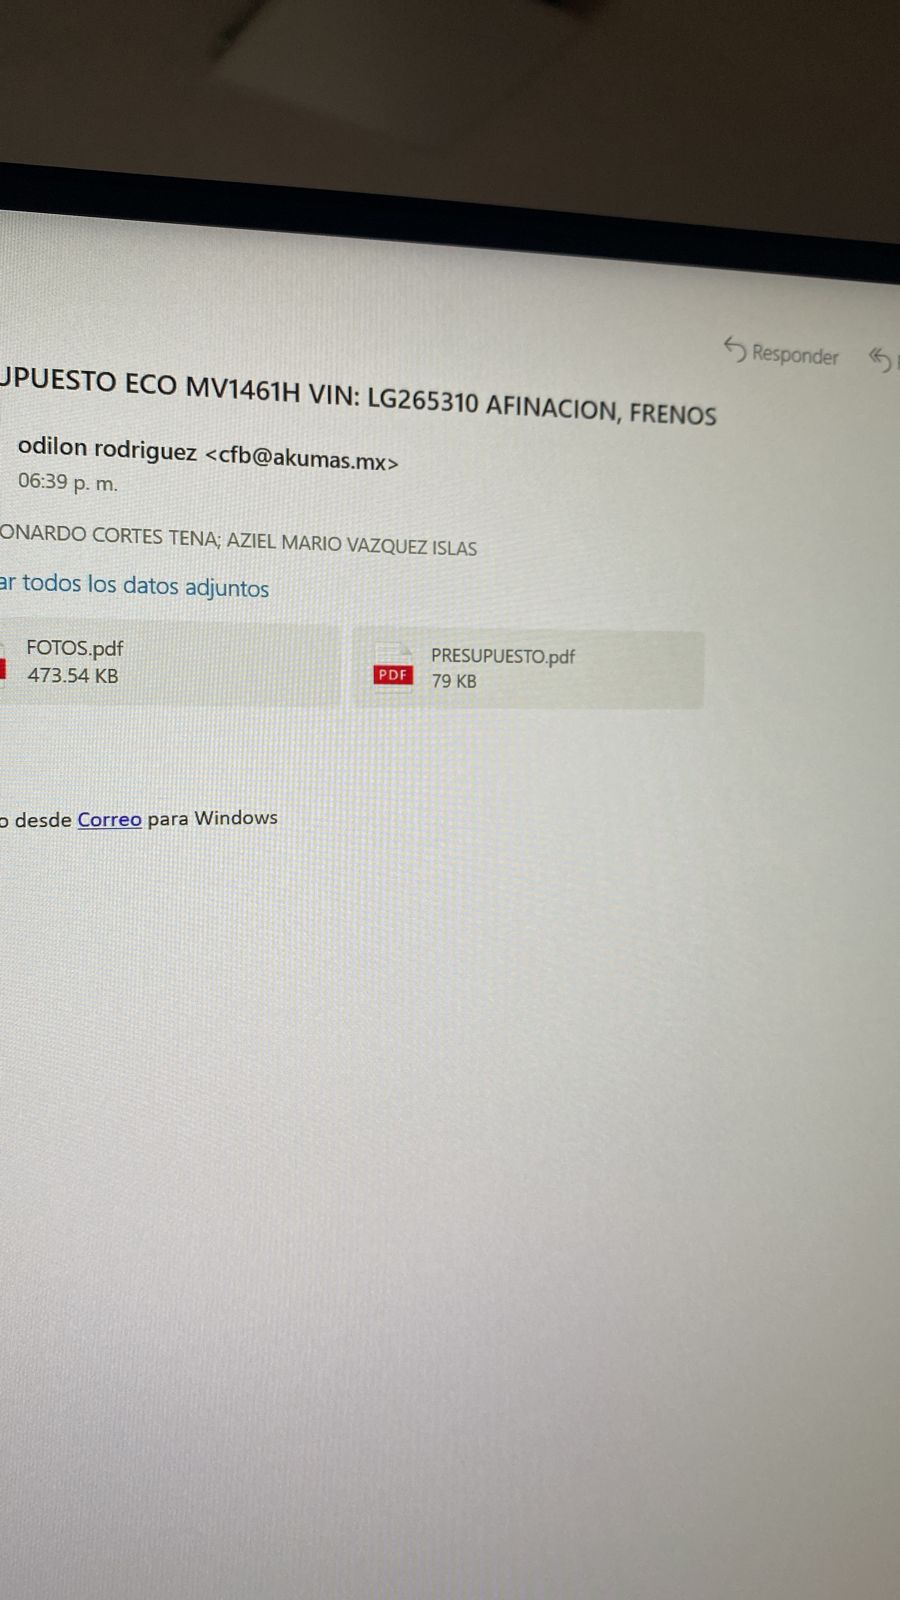 Responder
UPUESTO ECO MV1461H VIN: LG265310 AFINACION, FRENOS
odilon rodriguez <cfb@akumas.mx>
06:39 p. m.
ONARDO CORTES TENA; AZIEL MARIO VAZQUEZ ISLAS
ar todos los datos adjuntos
FOTOS.pdf
473.54 KB
PDF
PRESUPUESTO.pdf
79 KB
o desde Correo para Windows